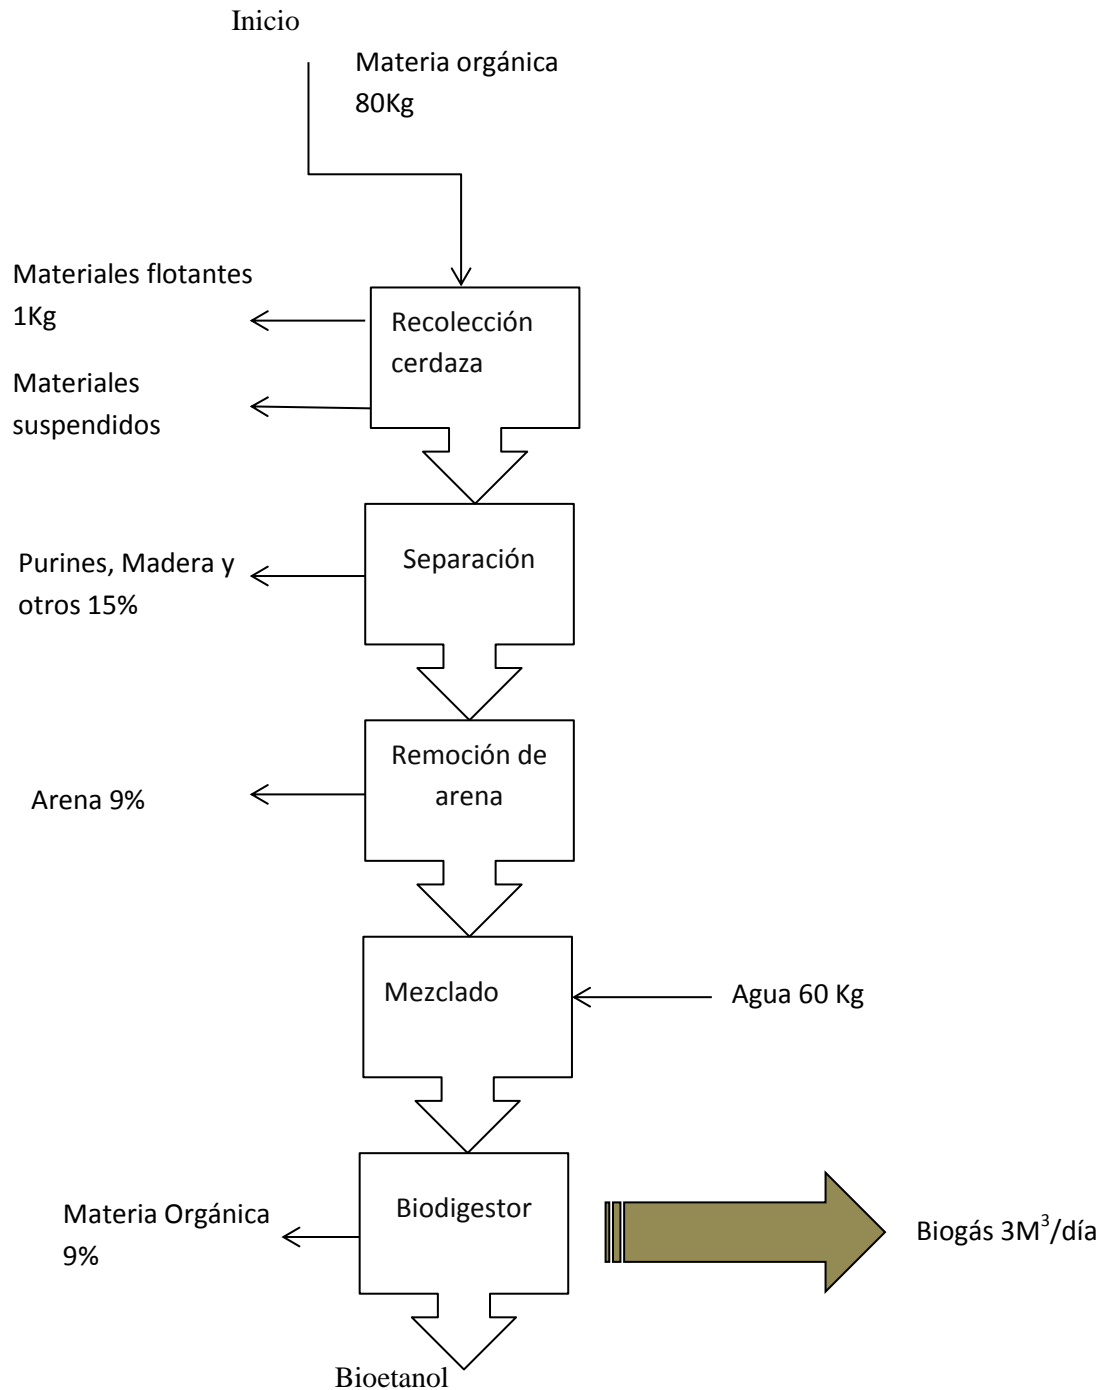 Inicio
Materia orgánica
80Kg
Materiales flotantes
1Kg
Recolección
cerdaza
Materiales
suspendidos
Separación
Purines, Madera y
otros 15%
Remoción de
arena
Arena 9%
Mezclado
Agua 60 Kg
Biodigestor
Materia Orgánica
9%
Biogás 3M³/día
Bioetanol